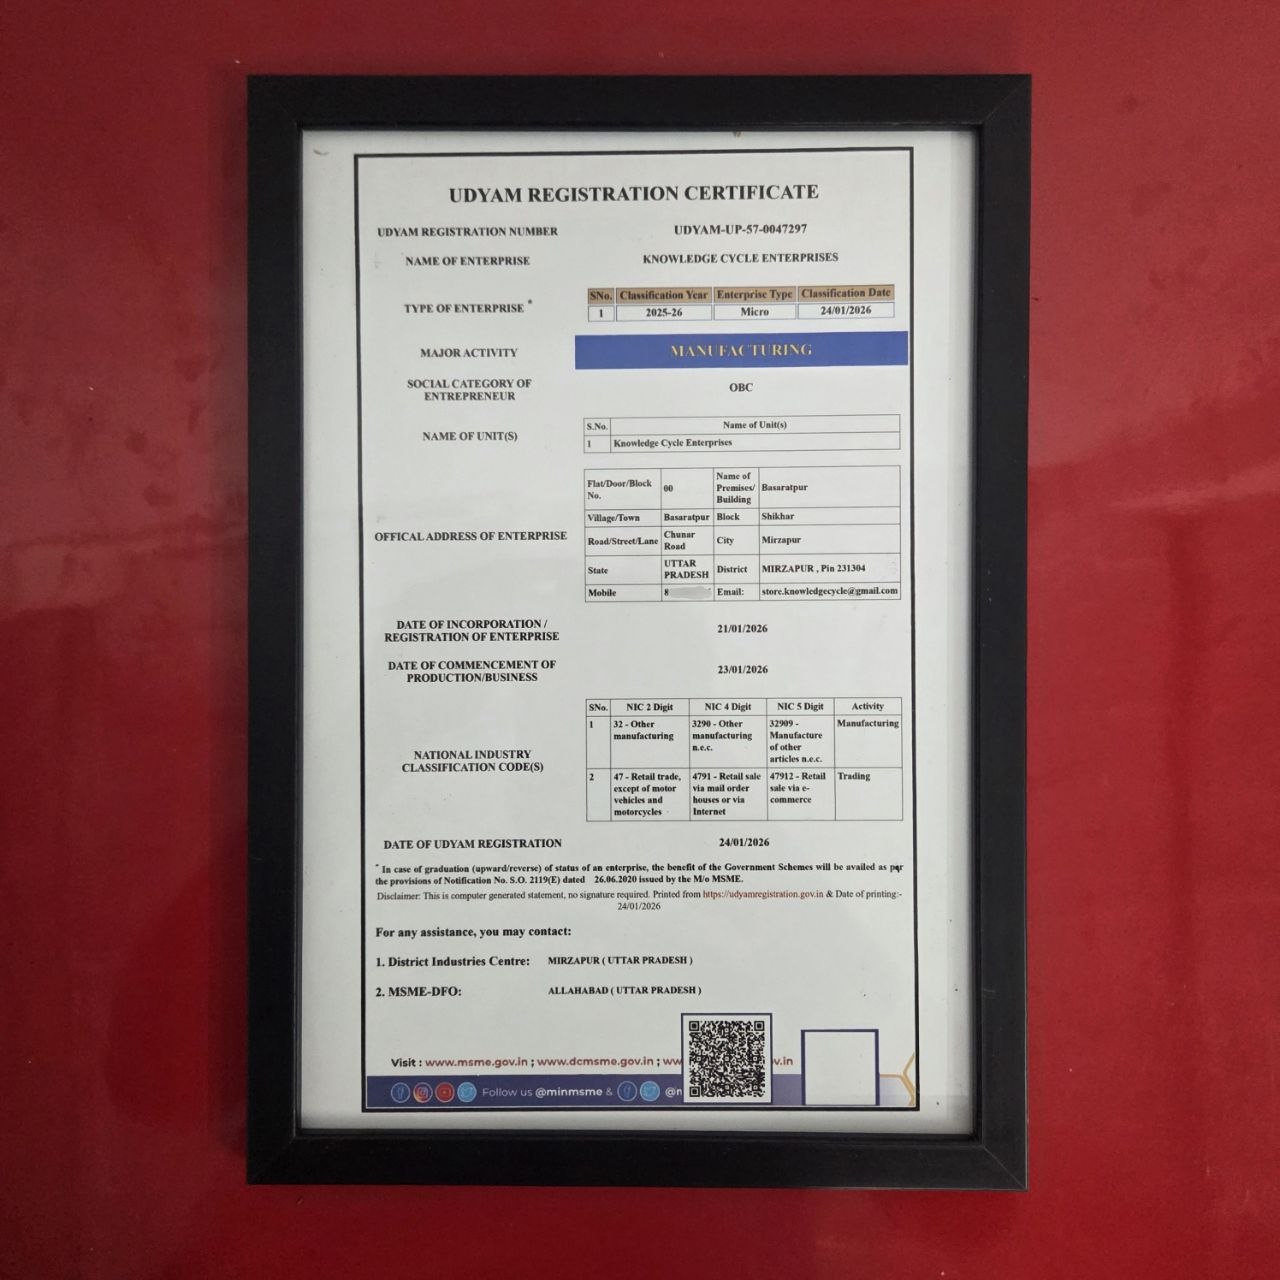 UDYAM REGISTRATION CERTIFICATE
UDYAM REGISTRATION NUMBER UDYAM-UP-57-0047297
NAME OF ENTERPRISE KNOWLEDGE CYCLE ENTERPRISES
TYPE OF ENTERPRISE *
SNo. Classification Year Enterprise Type Classification Date
1 2025-26 Micro 24/01/2026
MAJOR ACTIVITY MANUFACTURING
SOCIAL CATEGORY OF
ENTREPRENEUR
OBC
NAME OF UNIT(S)
S.No. Name of Unit(s)
1 Knowledge Cycle Enterprises
OFFICAL ADDRESS OF ENTERPRISE
Flat/Door/Block
No.
00
Name of
Premises/
Building
Basaratpur
Village/Town Basaratpur Block Shikhar
Road/Street/Lane
Chunar
Road
City Mirzapur
State
UTTAR
PRADESH
District MIRZAPUR , Pin 231304
Mobile 8 Email: store.knowledgecycle@gmail.com
DATE OF INCORPORATION /
REGISTRATION OF ENTERPRISE
21/01/2026
DATE OF COMMENCEMENT OF
PRODUCTION/BUSINESS
23/01/2026
NATIONAL INDUSTRY
CLASSIFICATION CODE(S)
SNo. NIC 2 Digit NIC 4 Digit NIC 5 Digit Activity
1
32 - Other
manufacturing
3290 - Other
manufacturing
n.e.c.
32909 -
Manufacture
of other
articles n.e.c.
Manufacturing
2
47 - Retail trade,
except of motor
vehicles and
motorcycles
4791 - Retail sale
via mail order
houses or via
Internet
47912 - Retail
sale via e-
commerce
Trading
DATE OF UDYAM REGISTRATION 24/01/2026
* In case of graduation (upward/reverse) of status of an enterprise, the benefit of the Government Schemes will be availed as per
the provisions of Notification No. S.O. 2119(E) dated 26.06.2020 issued by the M/o MSME.
Disclaimer: This is computer generated statement, no signature required. Printed from https://udyamregistration.gov.in & Date of printing:-
24/01/2026
For any assistance, you may contact:
1. District Industries Centre: MIRZAPUR ( UTTAR PRADESH )
2. MSME-DFO: ALLAHABAD ( UTTAR PRADESH )
Visit : www.msme.gov.in ; www.dcmsme.gov.in ; ww v.in
Follow us @minmsme & @n